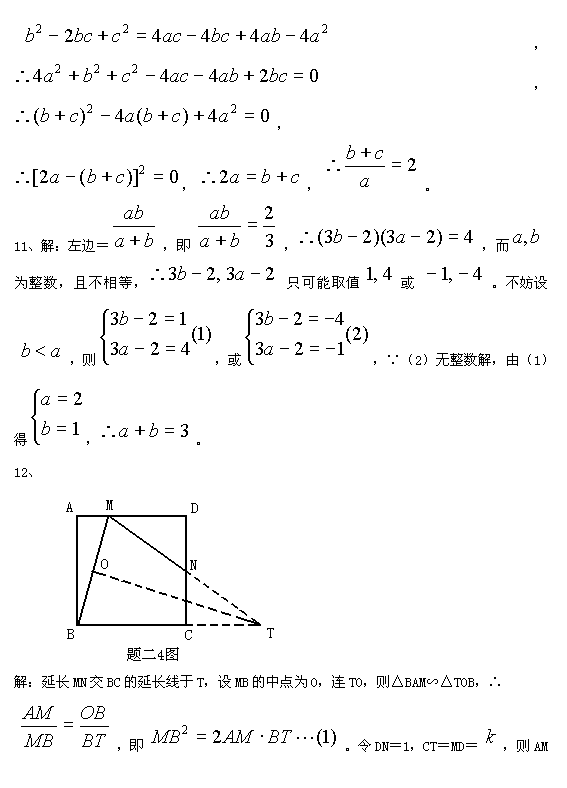 b² − 2bc + c² = 4ac − 4bc + 4ab − 4a² ，
∴4a² + b² + c² − 4ac − 4ab + 2bc = 0 ，
∴(b + c)² − 4a(b + c) + 4a² = 0 ，
∴[2a − (b + c)]² = 0 ，∴2a = b + c ，∴(b + c)/a = 2 。
11、解：左边＝ ab/(a + b) ，即 ab/(a + b) = 2/3 ，∴(3b − 2)(3a − 2) = 4 ，而 a, b
为整数，且不相等，∴3b − 2, 3a − 2 只可能取值 1, 4 或 −1, −4 。不妨设
b < a ，则 {3b − 2 = 1 3a − 2 = 4 (1) ，或 {3b − 2 = −4 3a − 2 = −1 (2) ，∵（2）无整数解，由（1）
得 {a = 2 b = 1 ，∴a + b = 3 。
12、
A M D
O N
B C T
题二4图
解：延长MN交BC的延长线于T，设MB的中点为O，连TO，则△BAM∽△TOB，∴
AM/MB = OB/BT ，即 MB² = 2AM · BT ⋯ (1) 。令DN＝1，CT＝MD＝ k ，则AM